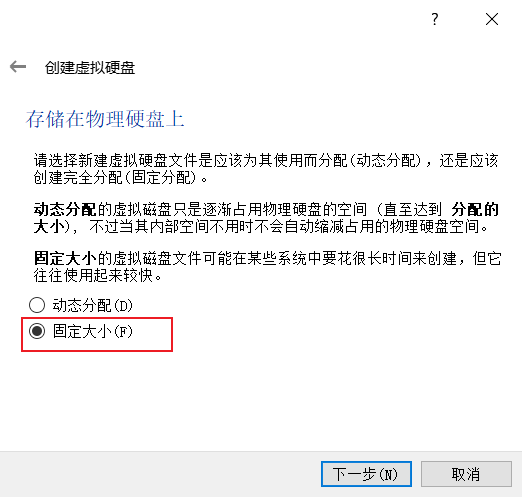 ?
创建虚拟硬盘
存储在物理硬盘上
请选择新建虚拟硬盘文件是应该为其使用而分配(动态分配)，还是应该
创建完全分配(固定分配)。
动态分配的虚拟磁盘只是逐渐占用物理硬盘的空间 (直至达到 分配的
大小)，不过当其内部空间不用时不会自动缩减占用的物理硬盘空间。
固定大小的虚拟磁盘文件可能在某些系统中要花很长时间来创建，但它
往往使用起来较快。
动态分配(D)
固定大小(F)
下一步(N)
取消